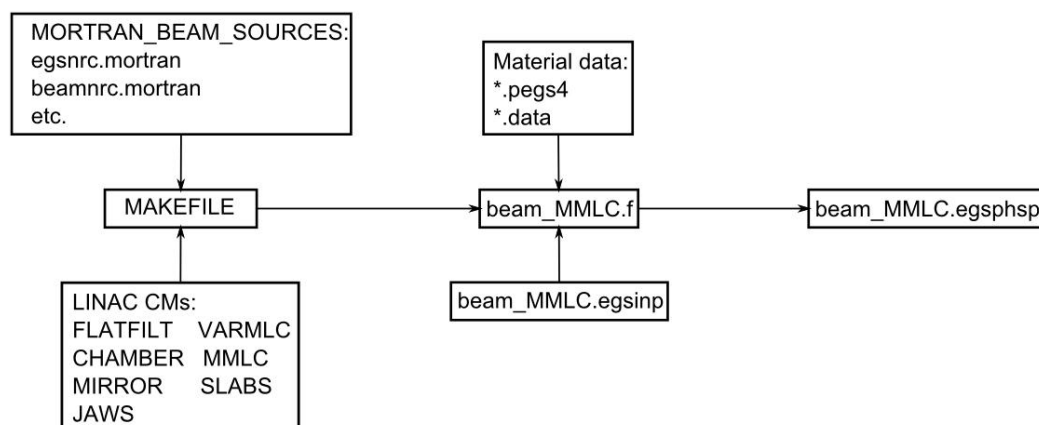 MORTRAN_BEAM_SOURCES:
egsnrc.mortran
beamnrc.mortran
etc.
Material data:
*.pegs4
*.data
MAKEFILE
beam_MMLC.f
beam_MMLC.egsphsp
beam_MMLC.egsinp
LINAC CMs:
FLATFILT VARMLC
CHAMBER MMLC
MIRROR SLABS
JAWS